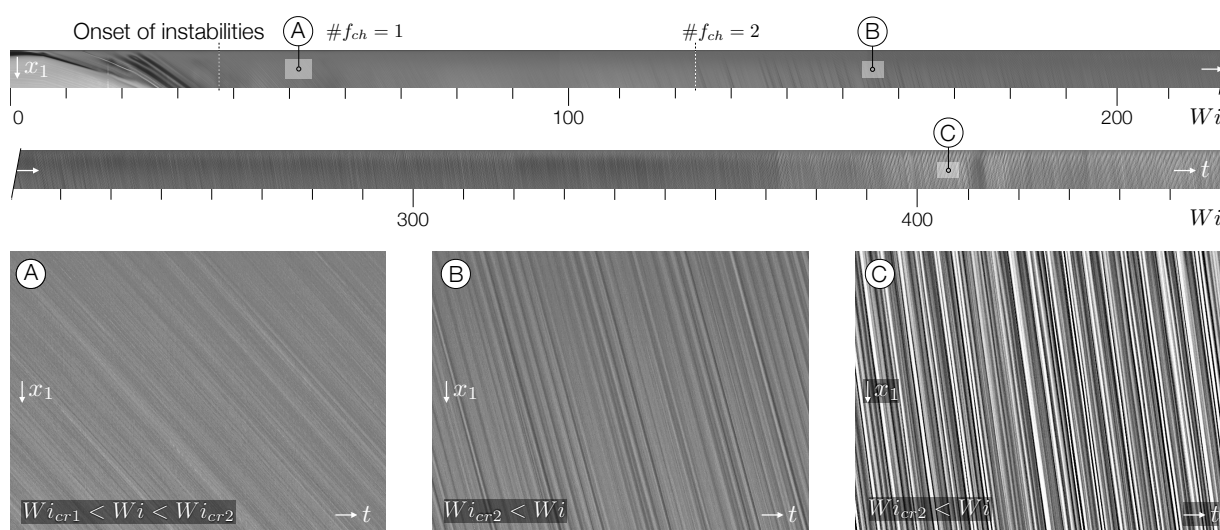 Onset of instabilities A #f_ch = 1 #f_ch = 2 B
↓ x_1 →
0 100 200 Wi
C
→ → t
300 400 Wi
A B C
↓ x_1 ↓ x_1 ↓ x_1
Wi_cr1 < Wi < Wi_cr2 → t Wi_cr2 < Wi → t Wi_cr2 < Wi → t